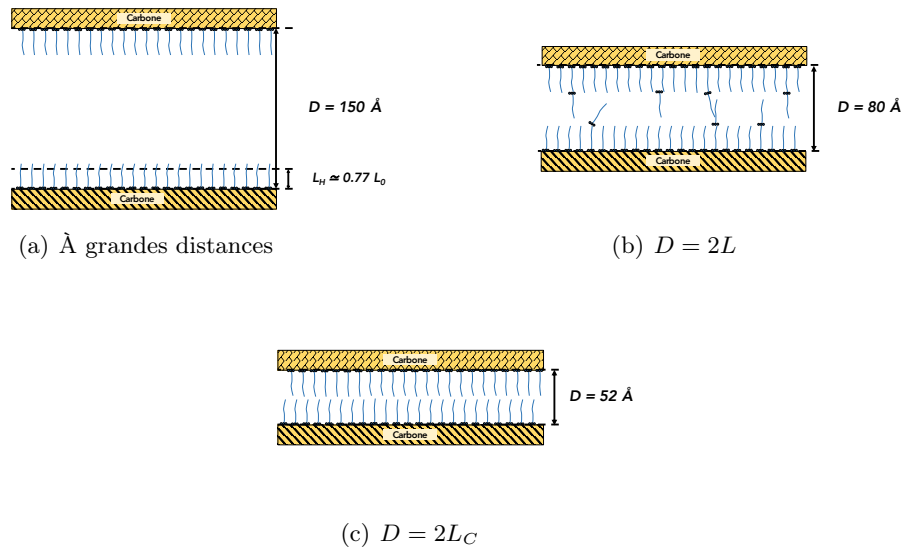 Carbone
D = 150 Å
L_H ≃ 0.77 L_0
Carbone
(a) À grandes distances
Carbone
D = 80 Å
Carbone
(b) D = 2L
Carbone
D = 52 Å
Carbone
(c) D = 2L_C